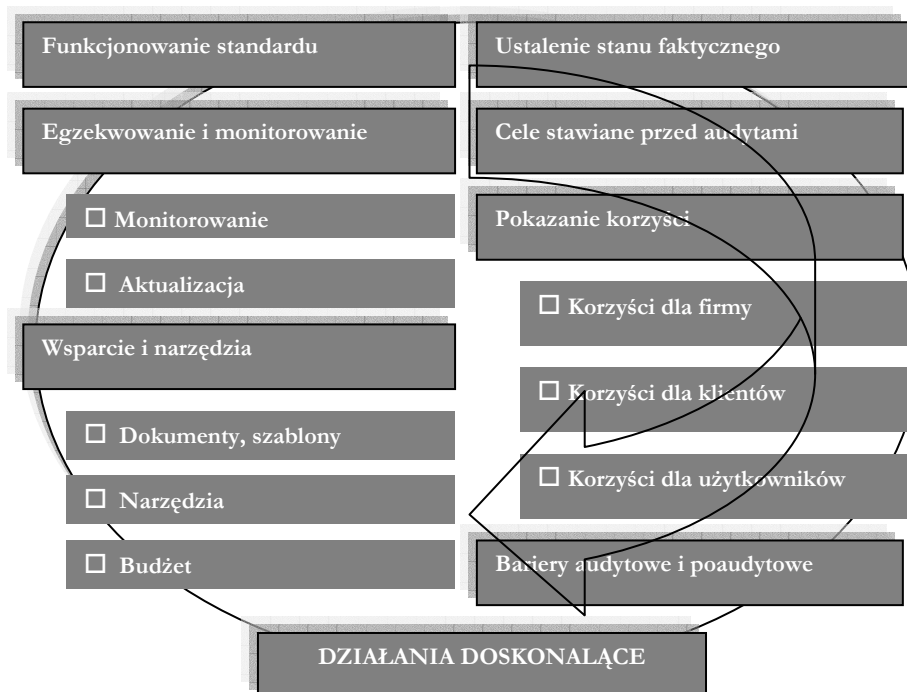 Funkcjonowanie standardu
Egzekwowanie i monitorowanie
☐ Monitorowanie
☐ Aktualizacja
Wsparcie i narzędzia
☐ Dokumenty, szablony
☐ Narzędzia
☐ Budżet
Ustalenie stanu faktycznego
Cele stawiane przed audytami
Pokazanie korzyści
☐ Korzyści dla firmy
☐ Korzyści dla klientów
☐ Korzyści dla użytkowników
Bariery audytowe i poaudytowe
DZIAŁANIA DOSKONALĄCE